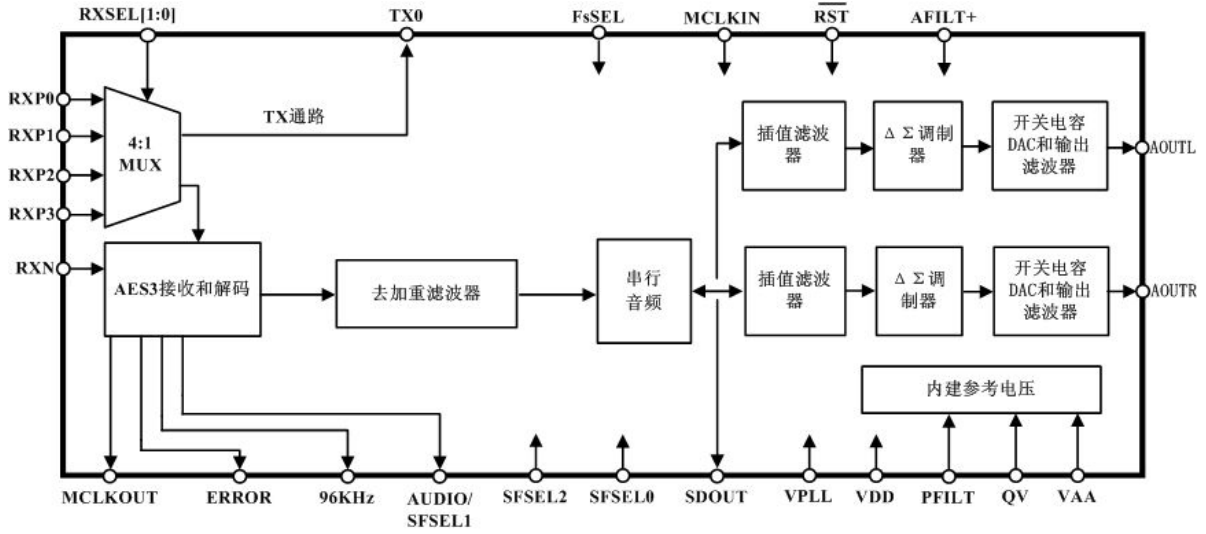 RXSEL[1:0]
TX0
FsSEL
MCLKIN
RST
AFILT+
RXP0
RXP1
RXP2
RXP3
RXN
4:1
MUX
TX通路
插值滤波
器
ΔΣ调制
器
开关电容
DAC和输出
滤波器
AOUTL
AES3接收和解码
去加重滤波器
串行
音频
插值滤波
器
ΔΣ调
制器
开关电容
DAC和输出
滤波器
AOUTR
内建参考电压
MCLKOUT
ERROR
96KHz
AUDIO/
SFSEL1
SFSEL2
SFSEL0
SDOUT
VPLL
VDD
PFILT
QV
VAA